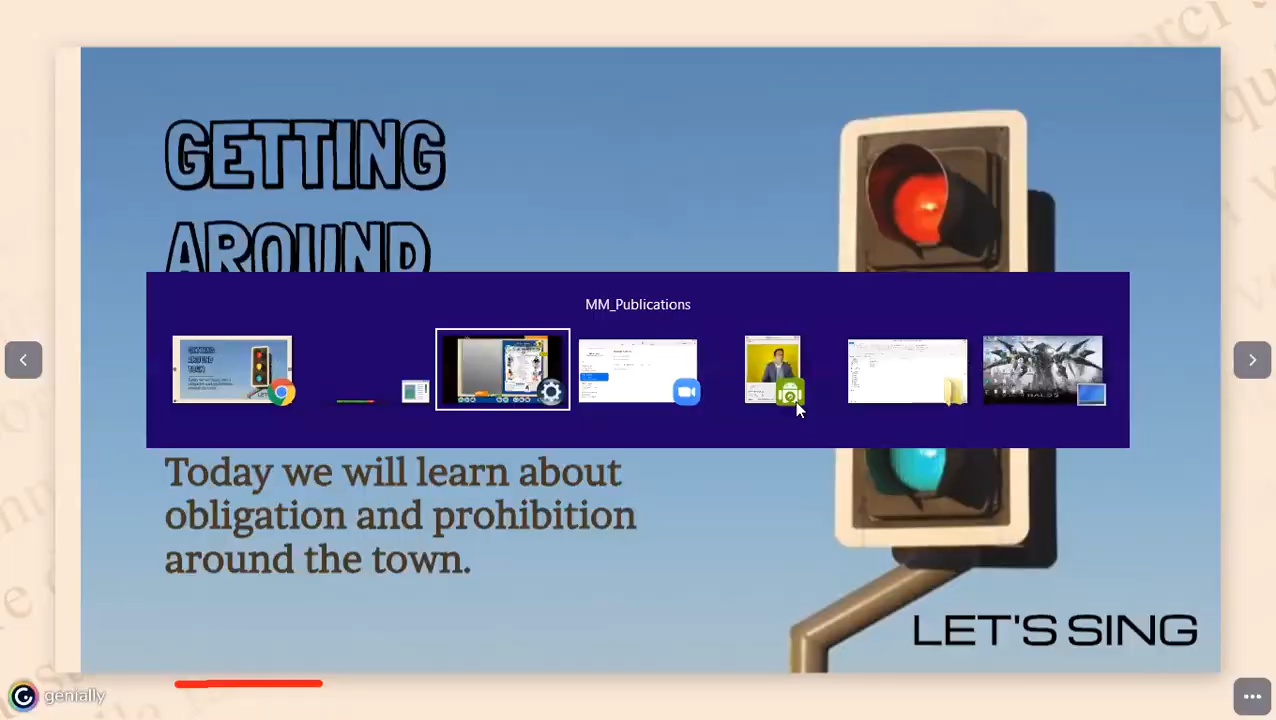 GETTING
AROUND
MM_Publications
Today we will learn about
obligation and prohibition
around the town.
LET'S SING
genially